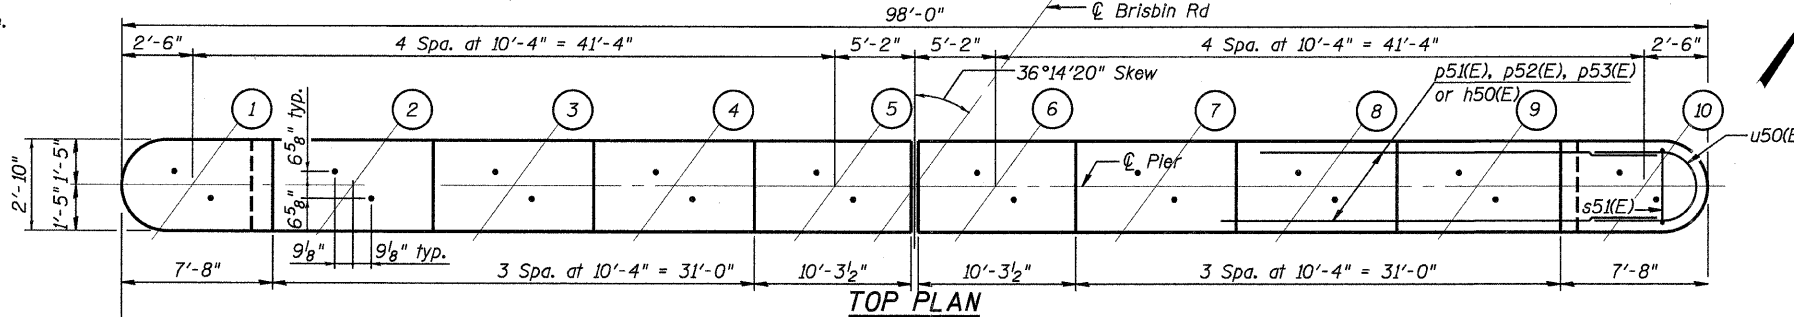 ℄ Brisbin Rd
98'-0"
2'-6"
4 Spa. at 10'-4" = 41'-4"
5'-2"
5'-2"
4 Spa. at 10'-4" = 41'-4"
2'-6"
36°14'20" Skew
p51(E), p52(E), p53(E)
or h50(E)
1
2
3
4
5
6
7
8
9
10
6⅝" typ.
6⅝"
2'-10"
1'-5"
1'-5"
℄ Pier
u50(E
s51(E)
9⅛"
9⅛" typ.
7'-8"
3 Spa. at 10'-4" = 31'-0"
10'-3½"
10'-3½"
3 Spa. at 10'-4" = 31'-0"
7'-8"
TOP PLAN